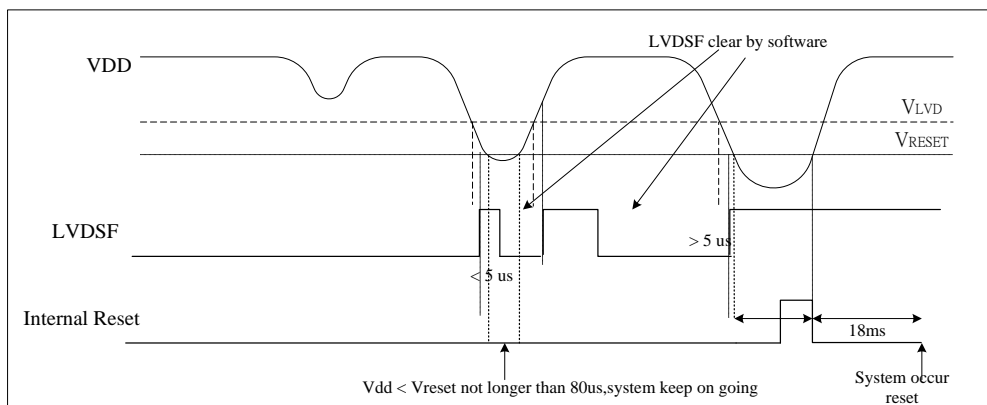 LVDSF clear by software
VDD
VLVD
VRESET
LVDSF
> 5 us
< 5 us
Internal Reset
18ms
Vdd < Vreset not longer than 80us,system keep on going
System occur
reset